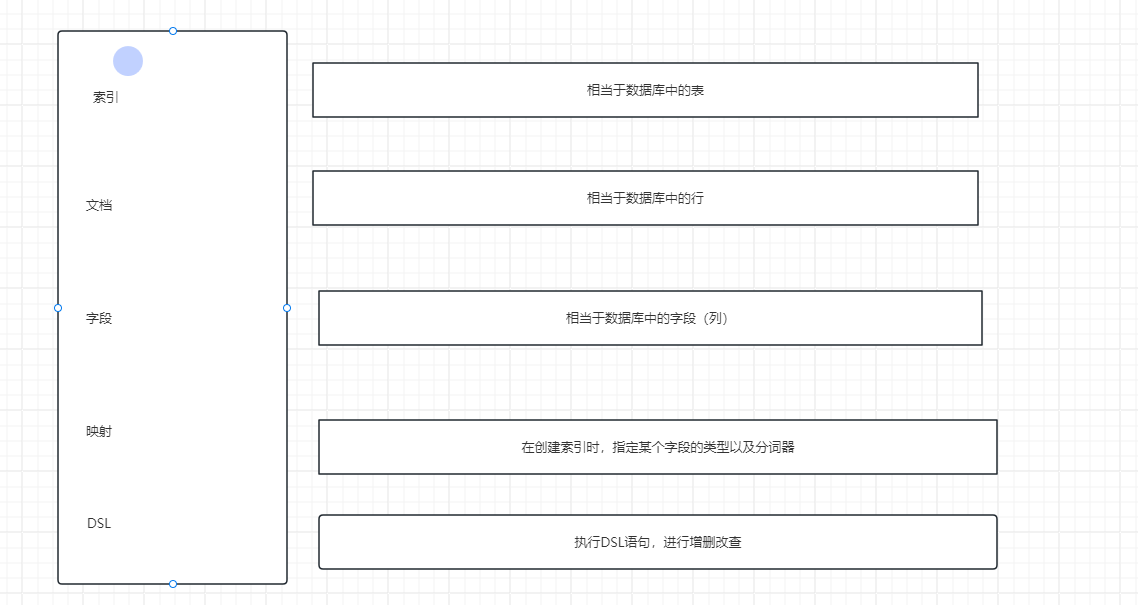 索引
相当于数据库中的表
文档
相当于数据库中的行
字段
相当于数据库中的字段（列）
映射
在创建索引时，指定某个字段的类型以及分词器
DSL
执行DSL语句，进行增删改查